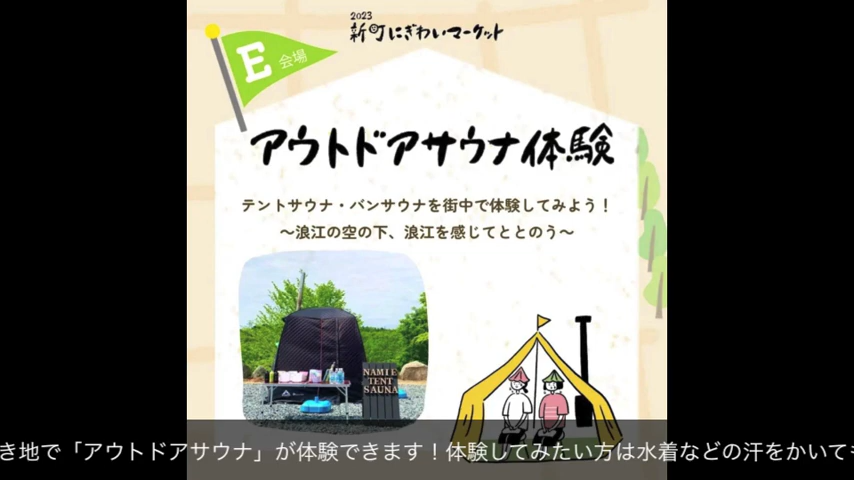 2023
新町にぎわいマーケット
E
会場
アウトドアサウナ体験
テントサウナ・バンサウナを街中で体験してみよう！
〜浪江の空の下、浪江を感じてととのう〜
NAMIE
TENT
SAUNA
き地で「アウトドアサウナ」が体験できます！体験してみたい方は水着などの汗をかいても